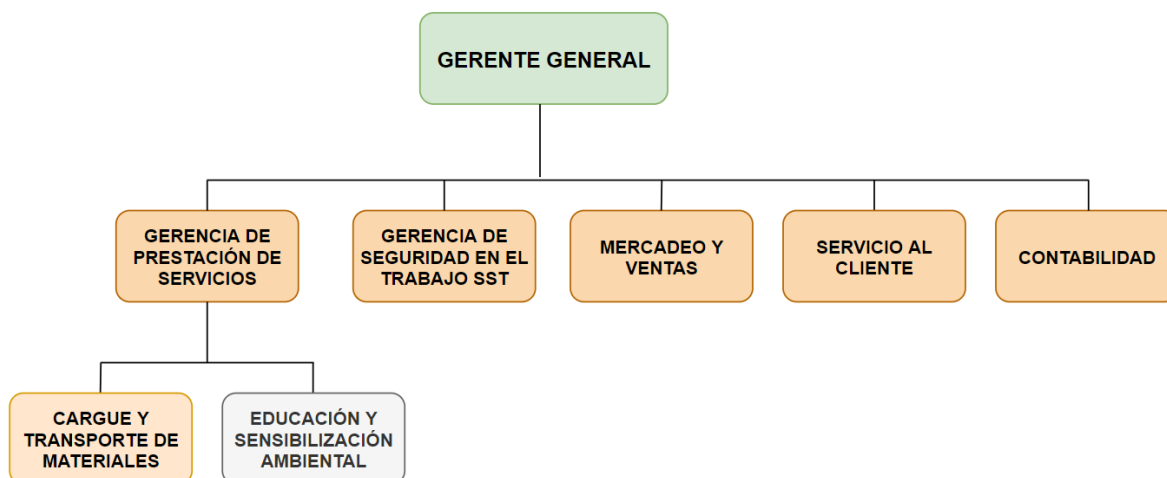 GERENTE GENERAL
GERENCIA DE
PRESTACIÓN DE
SERVICIOS
GERENCIA DE
SEGURIDAD EN EL
TRABAJO SST
MERCADEO Y
VENTAS
SERVICIO AL
CLIENTE
CONTABILIDAD
CARGUE Y
TRANSPORTE DE
MATERIALES
EDUCACIÓN Y
SENSIBILIZACIÓN
AMBIENTAL